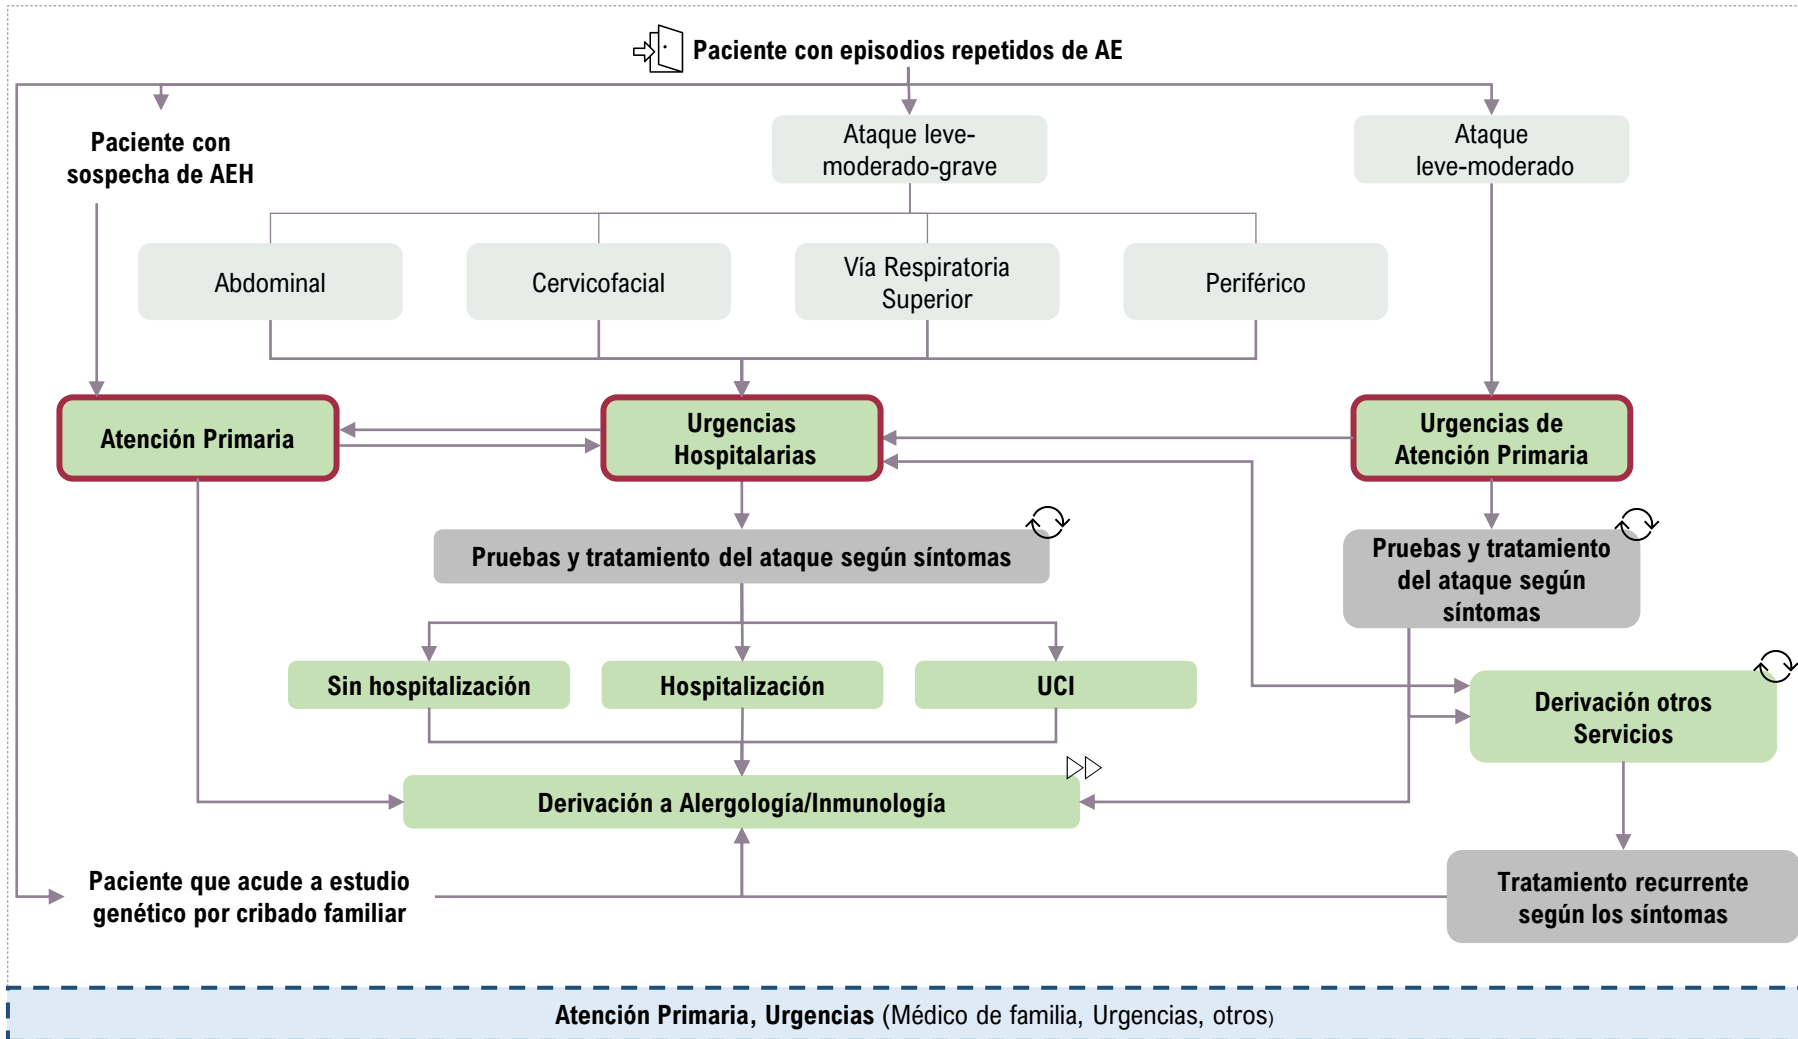 Paciente con episodios repetidos de AE
Paciente con
sospecha de AEH
Ataque leve-
moderado-grave
Ataque
leve-moderado
Abdominal
Cervicofacial
Vía Respiratoria
Superior
Periférico
Atención Primaria
Urgencias
Hospitalarias
Urgencias de
Atención Primaria
Pruebas y tratamiento del ataque según síntomas
Pruebas y tratamiento
del ataque según
síntomas
Sin hospitalización
Hospitalización
UCI
Derivación otros
Servicios
Derivación a Alergología/Inmunología
Paciente que acude a estudio
genético por cribado familiar
Tratamiento recurrente
según los síntomas
Atención Primaria, Urgencias (Médico de familia, Urgencias, otros)